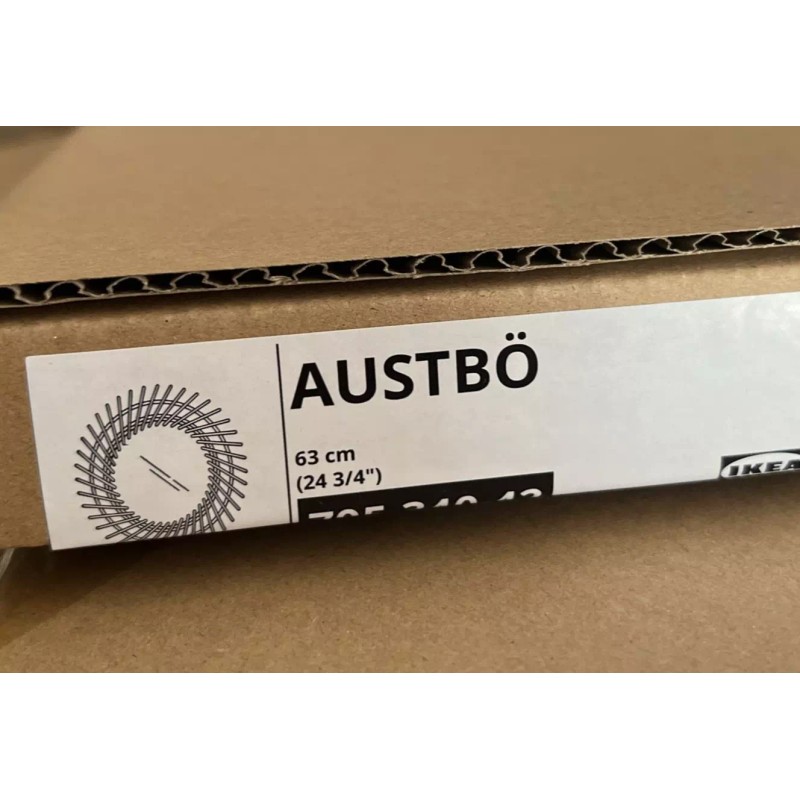 AUSTBÖ
63 cm
(24 3/4")
IKEA